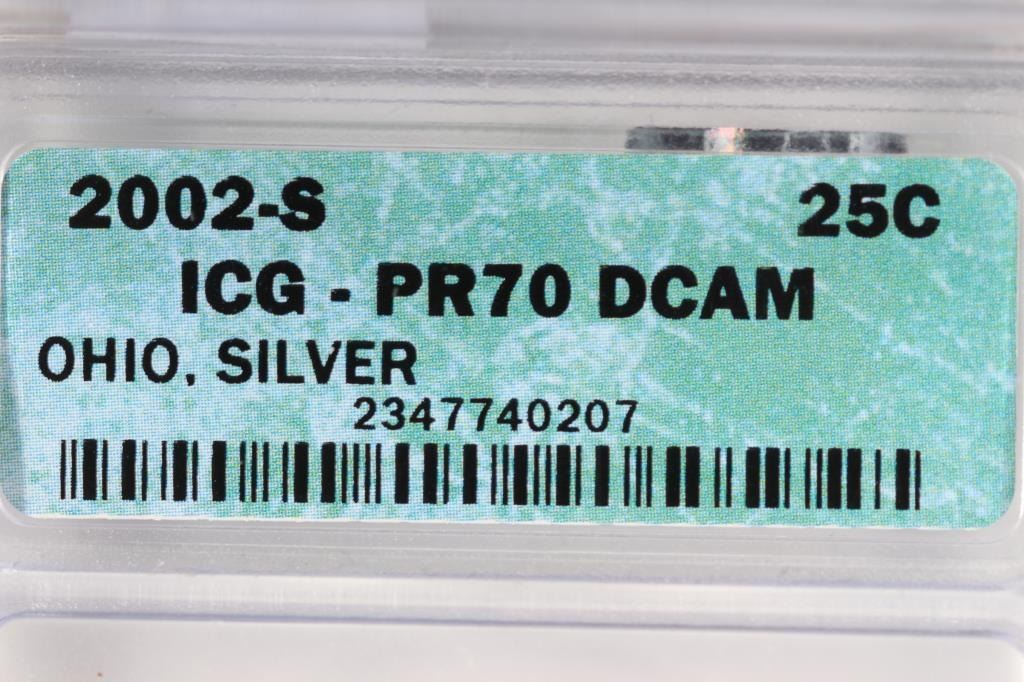 2002-S 25C
ICG - PR70 DCAM
OHIO, SILVER
2347740207